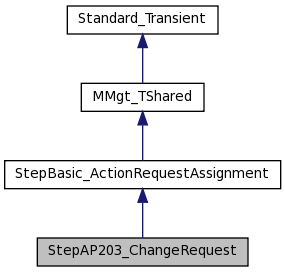 Standard_Transient
MMgt_TShared
StepBasic_ActionRequestAssignment
StepAP203_ChangeRequest